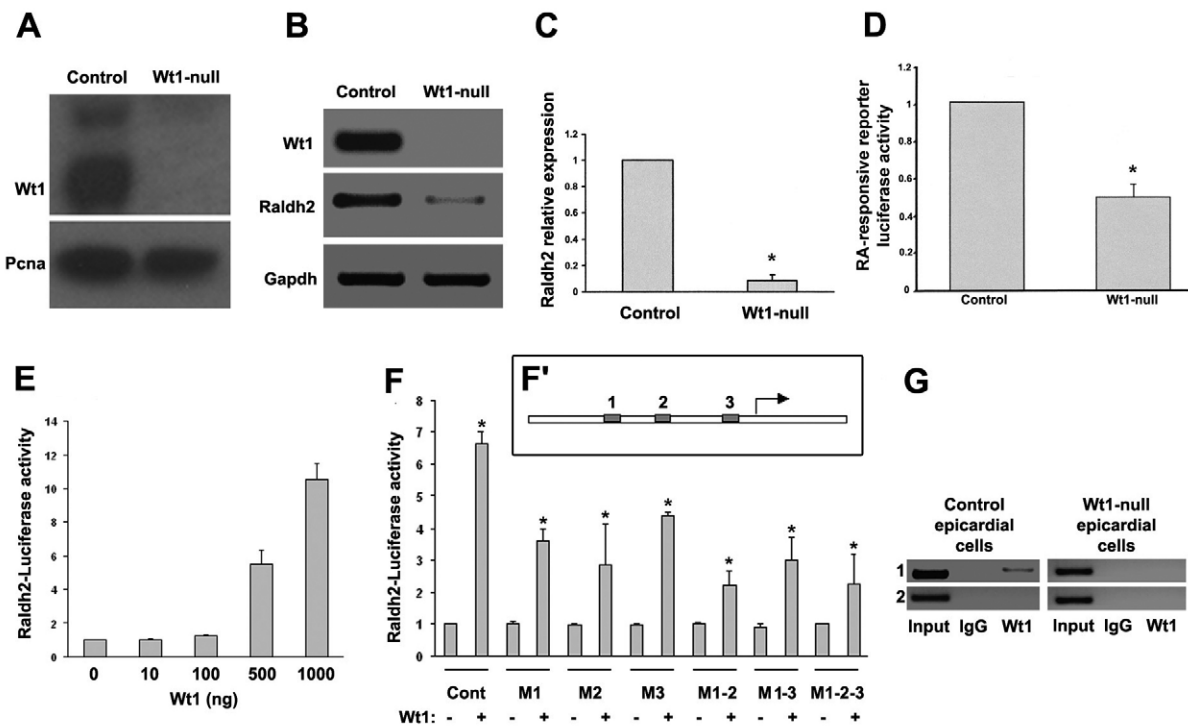 A
Control Wt1-null
Wt1
Pcna
B
Control Wt1-null
Wt1
Raldh2
Gapdh
C
Raldh2 relative expression
1.2
1
0.8
0.6
0.4
0.2
0
Control Wt1-null
*
D
RA-responsive reporter
luciferase activity
1.2
1
0.8
0.6
0.4
0.2
0
Control Wt1-null
*
E
Raldh2-Luciferase activity
14
12
10
8
6
4
2
0
0 10 100 500 1000
Wt1 (ng)
F
Raldh2-Luciferase activity
8
7
6
5
4
3
2
1
0
* * * * * * *
Cont M1 M2 M3 M1-2 M1-3 M1-2-3
Wt1: - + - + - + - + - + - + - +
F'
1 2 3
G
Control
epicardial
cells
Wt1-null
epicardial
cells
1
2
Input IgG Wt1 Input IgG Wt1